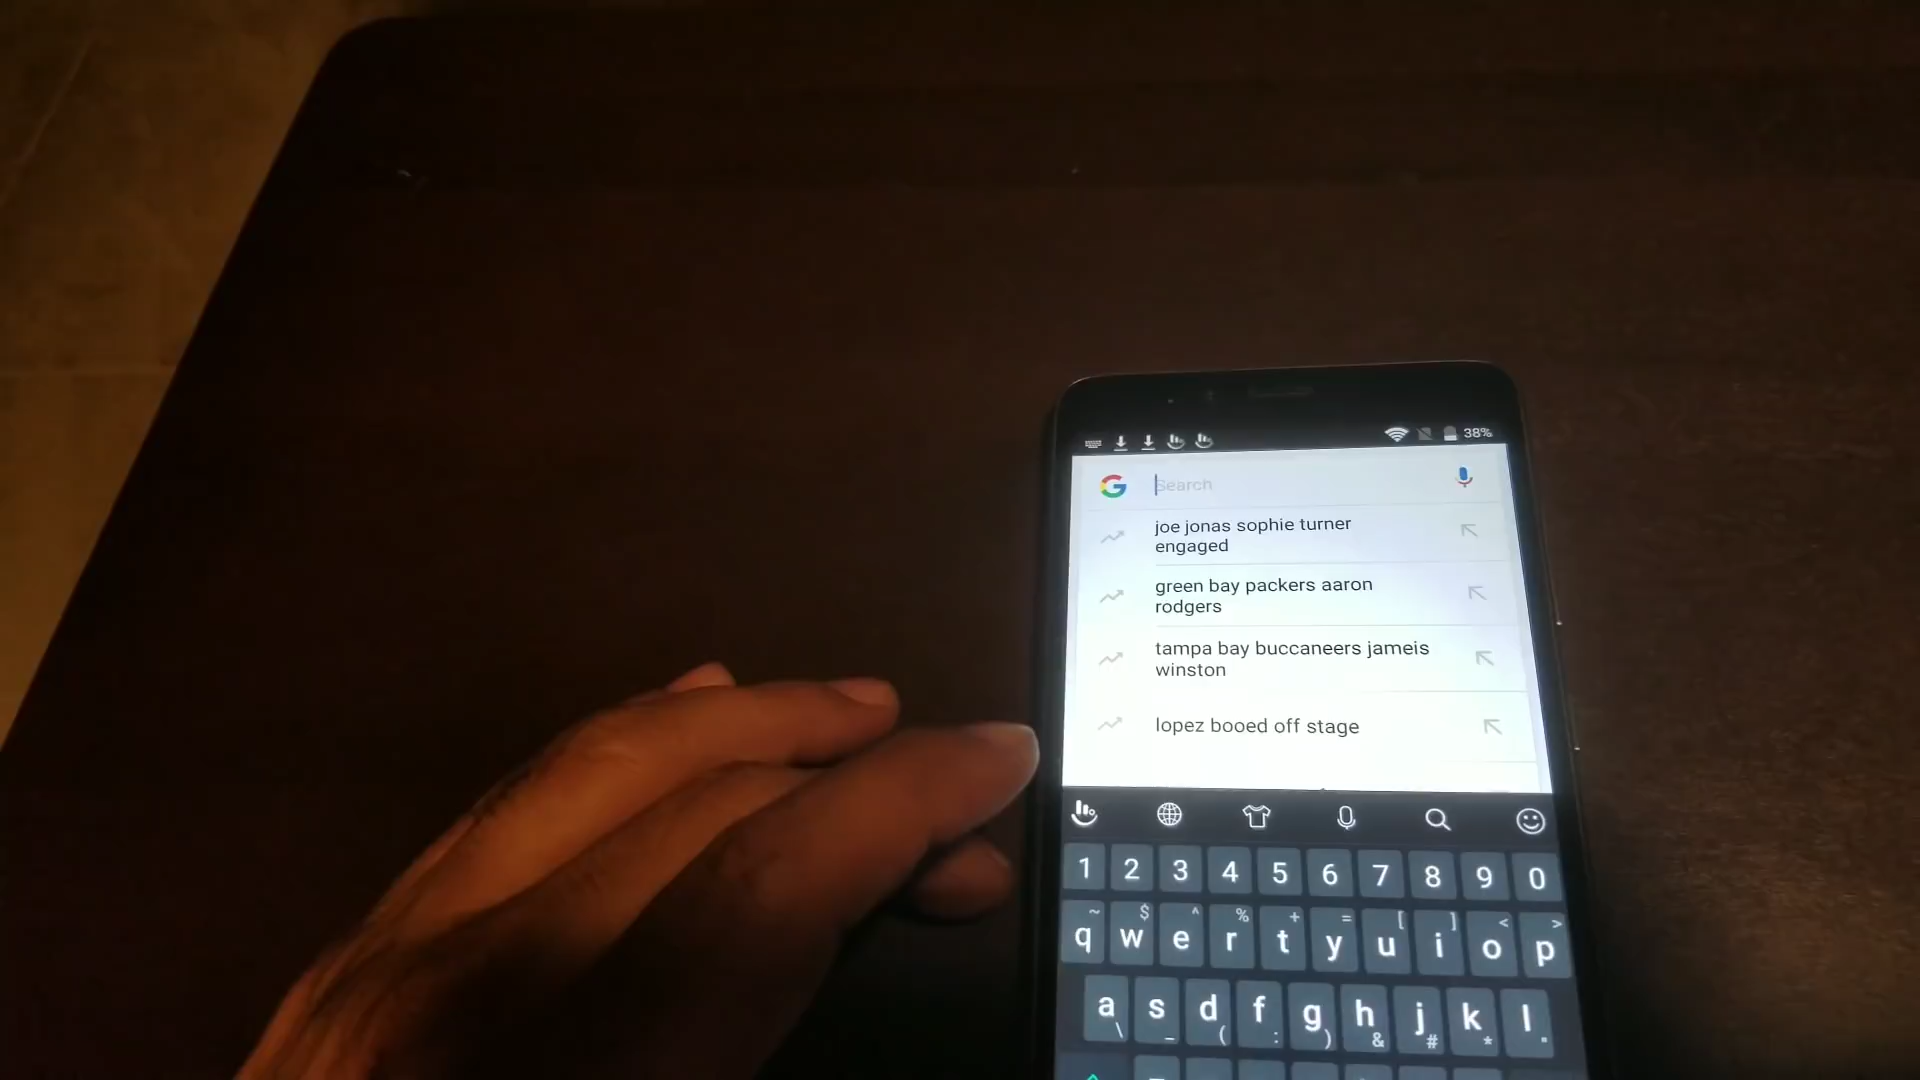 38%
Search
joe jonas sophie turner
engaged
green bay packers aaron
rodgers
tampa bay buccaneers jameis
winston
lopez booed off stage
1 2 3 4 5 6 7 8 9 0
~ $ ^ % + = [ ] < >
q w e r t y u i o p
a s d f g h j k l
\ _ ( : ) & # * "